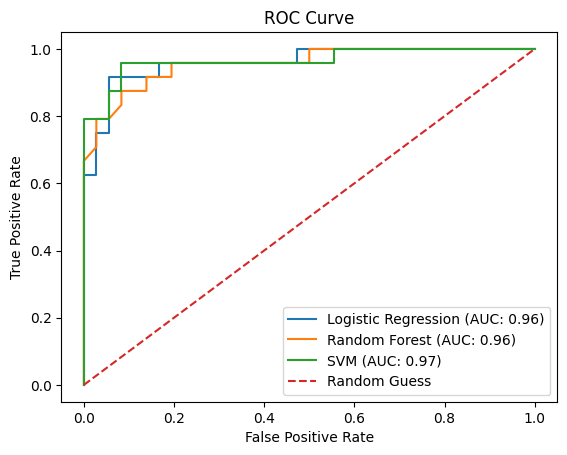 ROC Curve
True Positive Rate
1.0
0.8
0.6
0.4
0.2
0.0
Logistic Regression (AUC: 0.96)
Random Forest (AUC: 0.96)
SVM (AUC: 0.97)
Random Guess
0.0 0.2 0.4 0.6 0.8 1.0
False Positive Rate